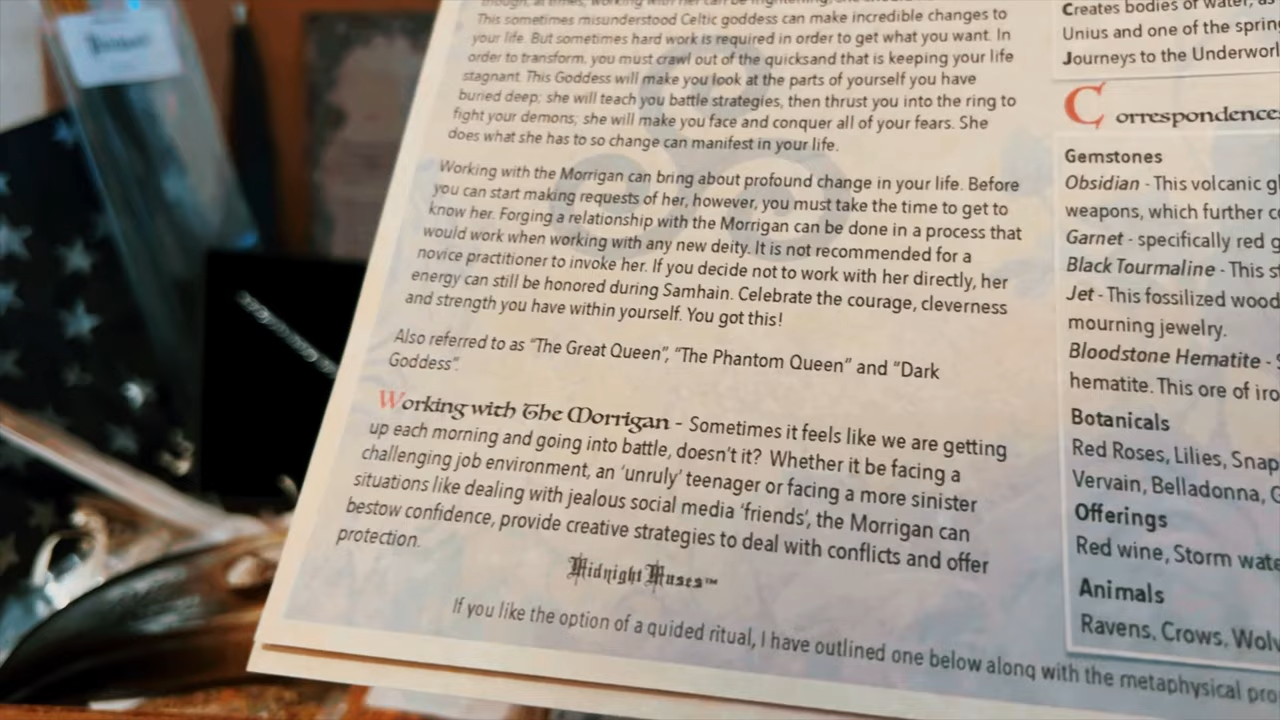 though, at times, working with her can be frightening,
This sometimes misunderstood Celtic goddess can make incredible changes to
your life. But sometimes hard work is required in order to get what you want. In
order to transform, you must crawl out of the quicksand that is keeping your life
stagnant. This Goddess will make you look at the parts of yourself you have
buried deep; she will teach you battle strategies, then thrust you into the ring to
fight your demons; she will make you face and conquer all of your fears. She
does what she has to so change can manifest in your life.
Working with the Morrigan can bring about profound change in your life. Before
you can start making requests of her, however, you must take the time to get to
know her. Forging a relationship with the Morrigan can be done in a process that
would work when working with any new deity. It is not recommended for a
novice practitioner to invoke her. If you decide not to work with her directly, her
energy can still be honored during Samhain. Celebrate the courage, cleverness
and strength you have within yourself. You got this!
Also referred to as “The Great Queen”, “The Phantom Queen” and “Dark
Goddess”.
Working with The Morrigan - Sometimes it feels like we are getting
up each morning and going into battle, doesn't it? Whether it be facing a
challenging job environment, an ‘unruly’ teenager or facing a more sinister
situations like dealing with jealous social media ‘friends’, the Morrigan can
bestow confidence, provide creative strategies to deal with conflicts and offer
protection.
Midnight Muses™
If you like the option of a guided ritual, I have outlined one below along with the metaphysical pro
Creates bodies of water, as
Unius and one of the spring
Journeys to the Underworl
Correspondence
Gemstones
Obsidian - This volcanic gl
weapons, which further co
Garnet - specifically red g
Black Tourmaline - This st
Jet - This fossilized wood
mourning jewelry.
Bloodstone Hematite -
hematite. This ore of iro
Botanicals
Red Roses, Lilies, Snap
Vervain, Belladonna,
Offerings
Red wine, Storm wate
Animals
Ravens, Crows, Wolv